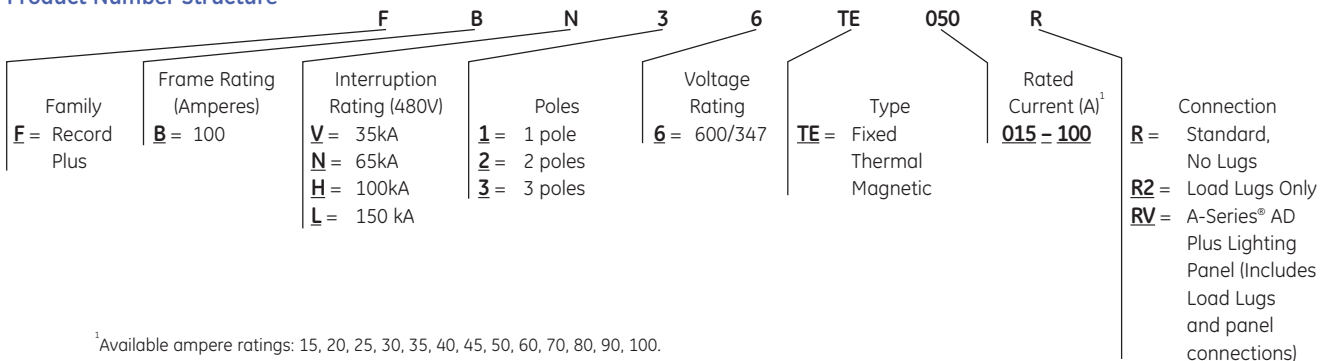 Product Number Structure
F B N 3 6 TE 050 R
Family
F = Record
Plus
Frame Rating
(Amperes)
B = 100
Interruption
Rating (480V)
V = 35kA
N = 65kA
H = 100kA
L = 150 kA
Poles
1 = 1 pole
2 = 2 poles
3 = 3 poles
Voltage
Rating
6 = 600/347
Type
TE = Fixed
Thermal
Magnetic
Rated
Current (A)1
015 – 100
Connection
R = Standard,
No Lugs
R2 = Load Lugs Only
RV = A-Series® AD
Plus Lighting
Panel (Includes
Load Lugs
and panel
connections)
1Available ampere ratings: 15, 20, 25, 30, 35, 40, 45, 50, 60, 70, 80, 90, 100.